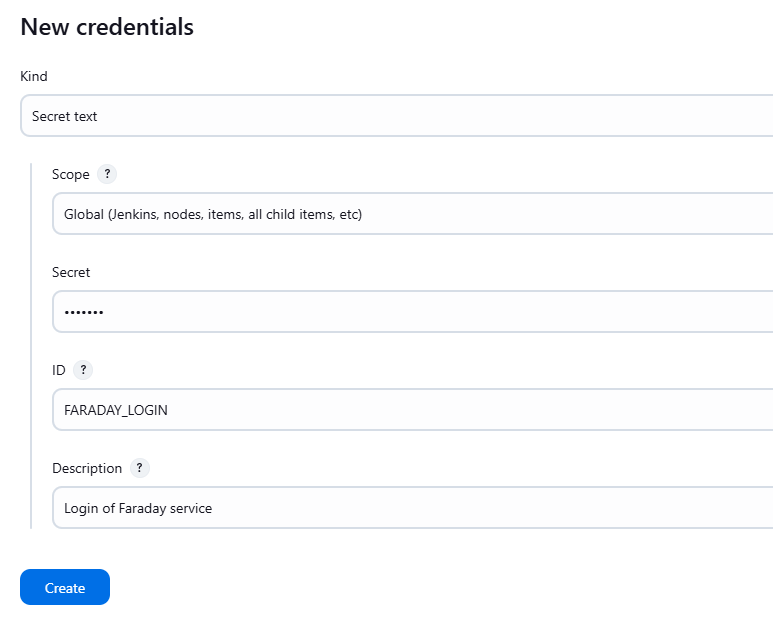 New credentials
Kind
Secret text
Scope ?
Global (Jenkins, nodes, items, all child items, etc)
Secret
•••••••
ID ?
FARADAY_LOGIN
Description ?
Login of Faraday service
Create